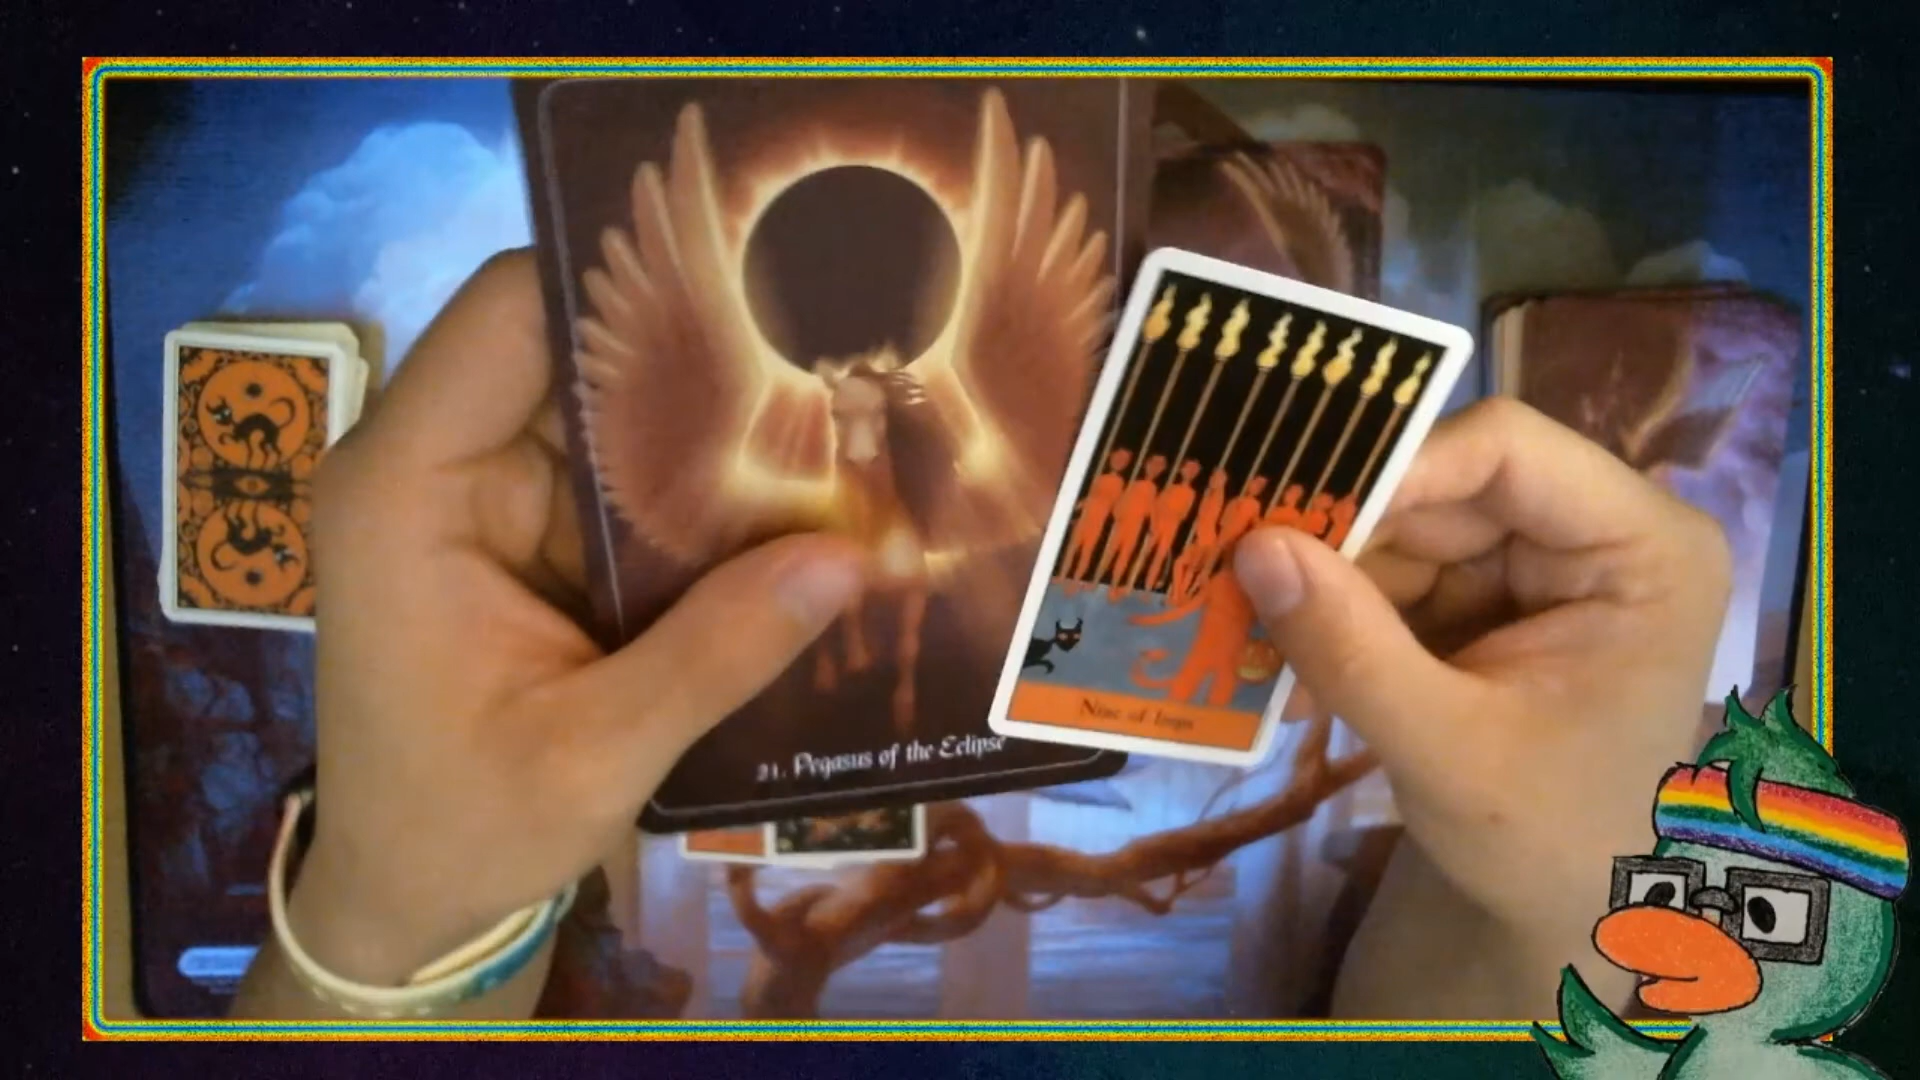 21. Pegasus of the Eclipse
Nine of Imps